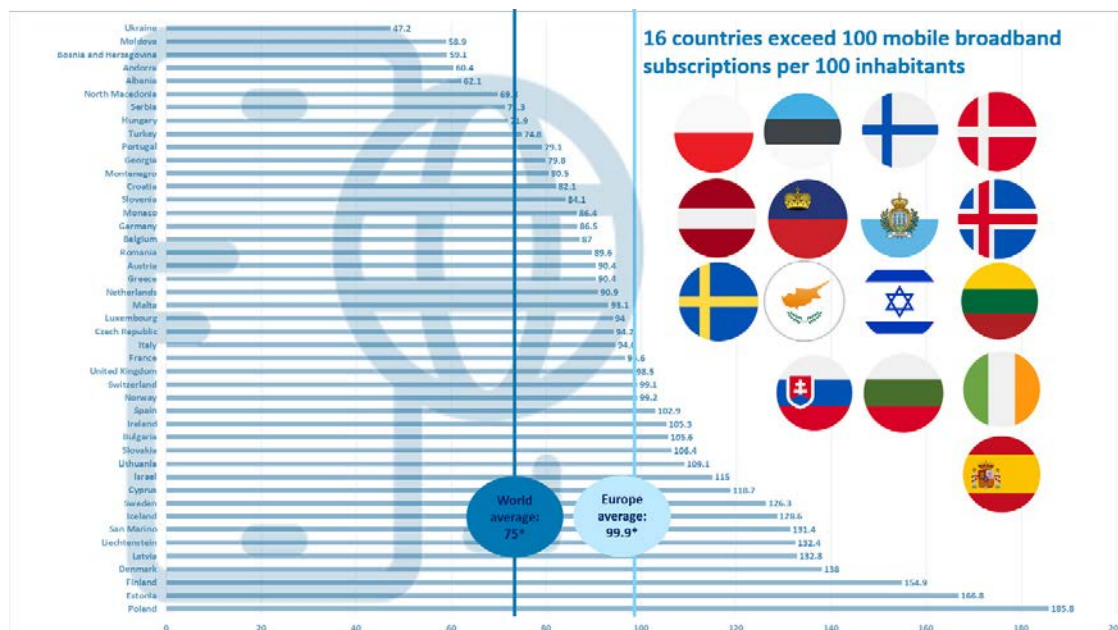 16 countries exceed 100 mobile broadband
subscriptions per 100 inhabitants
Ukraine 47.2
Moldova 58.9
Bosnia and Herzegovina 59.1
Andorra 60.4
Albania 62.1
North Macedonia
Serbia
Hungary 71.9
Turkey 74.8
Portugal 79.1
Georgia 79.8
Montenegro 80.5
Croatia 82.1
Slovenia 84.1
Monaco 86.4
Germany 86.5
Belgium 87
Romania 89.6
Austria 90.4
Greece 90.4
Netherlands 90.9
Malta 93.1
Luxembourg 94
Czech Republic 94.2
Italy
France
United Kingdom 98.5
Switzerland 99.1
Norway 99.2
Spain 102.9
Ireland 105.3
Bulgaria 105.6
Slovakia 106.4
Lithuania 109.1
Israel 115
Cyprus 118.7
Sweden 126.3
Iceland 128.6
San Marino 131.4
Liechtenstein 132.4
Latvia 132.8
Denmark 138
Finland 154.9
Estonia 166.8
Poland 185.8
World
average:
75*
Europe
average:
99.9*
0 20 40 60 80 100 120 140 160 180